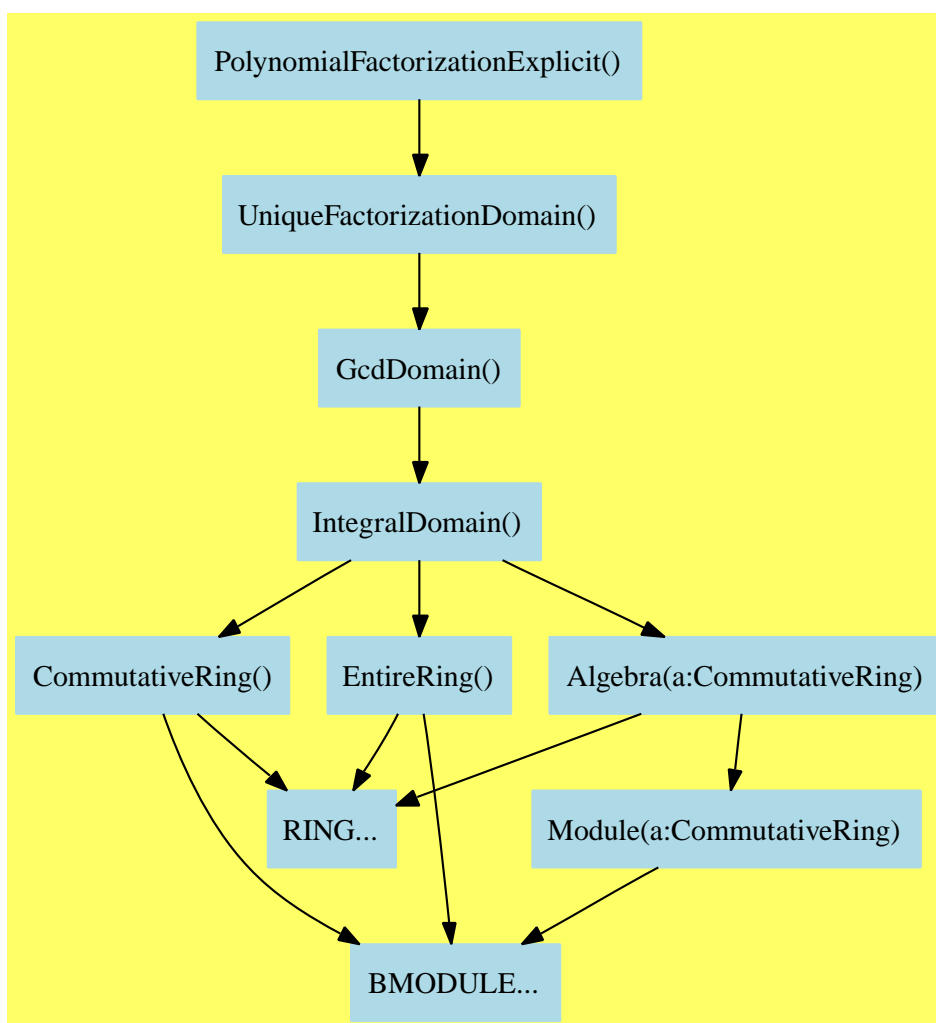 PolynomialFactorizationExplicit()
UniqueFactorizationDomain()
GcdDomain()
IntegralDomain()
CommutativeRing()
EntireRing()
Algebra(a:CommutativeRing)
RING...
Module(a:CommutativeRing)
BMODULE...